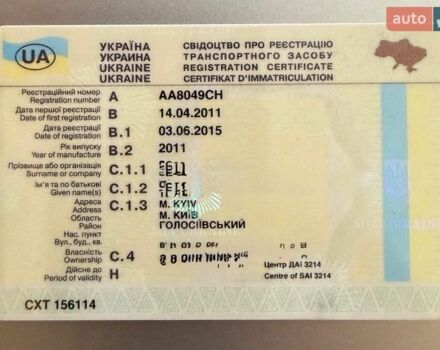 auto
UA
УКРАЇНА
УКРАИНА
UKRAINE
СВІДОЦТВО ПРО РЕЄСТРАЦІЮ
ТРАНСПОРТНОГО ЗАСОБУ
REGISTRATION CERTIFICATE
CERTIFIKAT D'IMMATRICULATION
Реєстраційний номер
Registration number
A AA8049CH
Дата першої реєстрації
Date of first registration
B 14.04.2011
Дата реєстрації
Date of registration
B.1 03.06.2015
Рік випуску
Year of manufacture
B.2 2011
Прізвище або організація
Surname or company
C.1.1
Ім'я та по батькові
Given name(s)
C.1.2
Адреса
Address
C.1.3 M. KYIV
М. КИЇВ
Область
Район
ГОЛОСІЇВСЬКИЙ
Нас. пункт
Вул., буд., кв.
Власність
Ownership
C.4
Дійсне до
Period of validity
H
Центр ДАІ 3214
Centre of SAI 3214
СХТ 156114